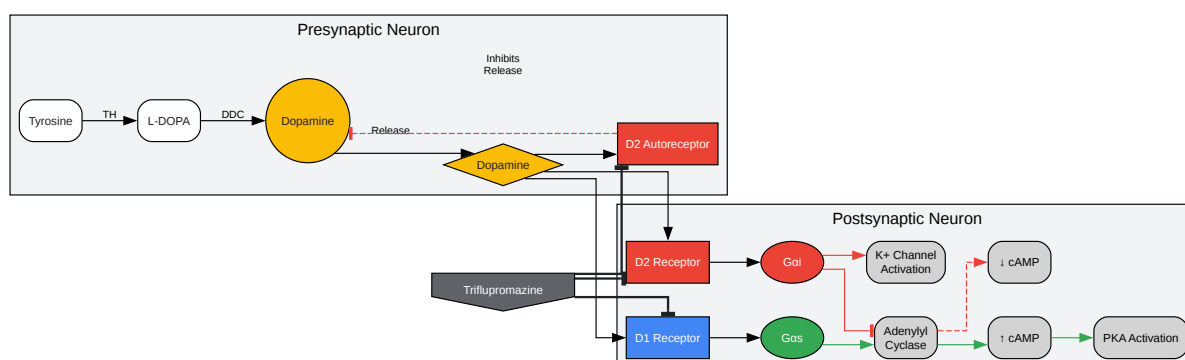 Presynaptic Neuron
Inhibits
Release
Tyrosine
TH
L-DOPA
DDC
Dopamine
Release
D2 Autoreceptor
Dopamine
Postsynaptic Neuron
D2 Receptor
Gαi
K+ Channel
Activation
↓ cAMP
Triflupromazine
D1 Receptor
Gαs
Adenylyl
Cyclase
↑ cAMP
PKA Activation